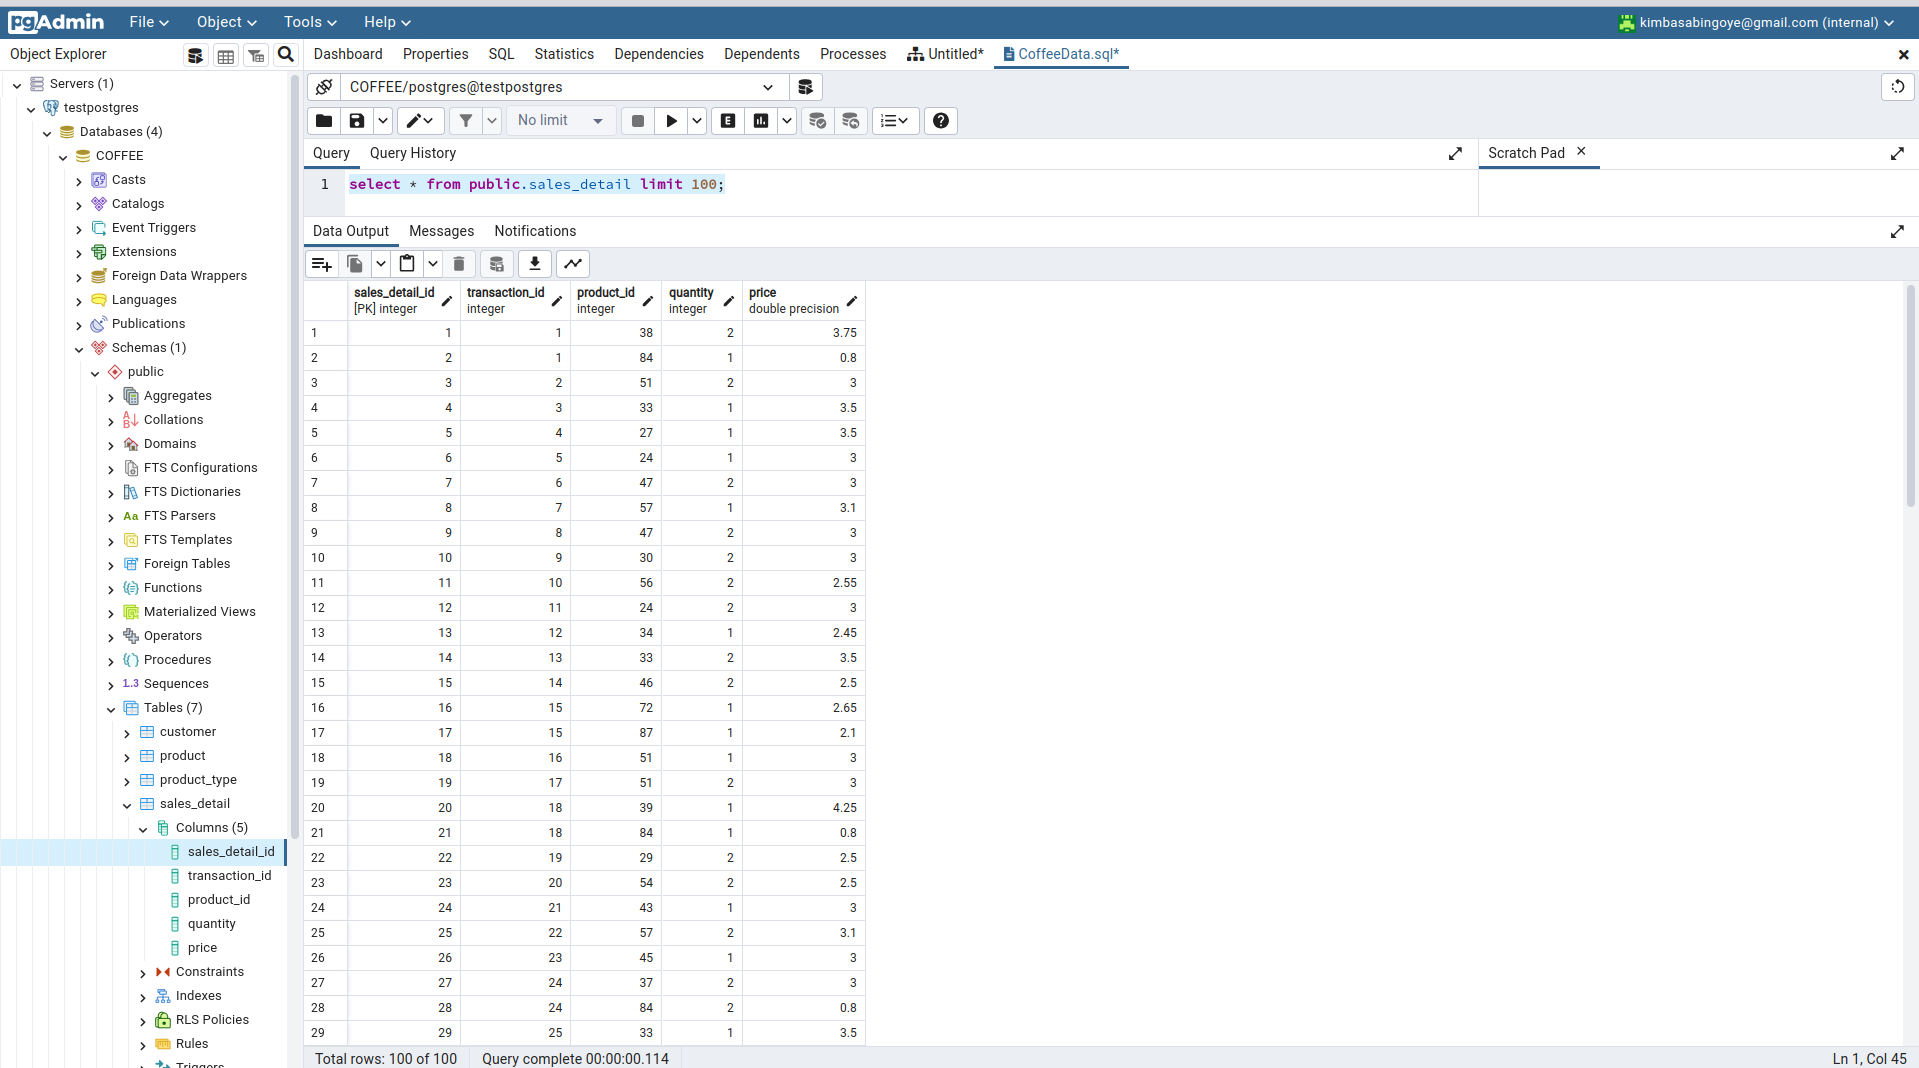 pgAdmin File Object Tools Help kimbasabingoye@gmail.com (internal)
Object Explorer
Dashboard Properties SQL Statistics Dependencies Dependents Processes Untitled* CoffeeData.sql*
COFFEE/postgres@testpostgres
No limit
Query Query History
Scratch Pad
1 select * from public.sales_detail limit 100;
Data Output Messages Notifications
Servers (1)
testpostgres
Databases (4)
COFFEE
Casts
Catalogs
Event Triggers
Extensions
Foreign Data Wrappers
Languages
Publications
Schemas (1)
public
Aggregates
Collations
Domains
FTS Configurations
FTS Dictionaries
Aa FTS Parsers
FTS Templates
Foreign Tables
Functions
Materialized Views
Operators
Procedures
1..3 Sequences
Tables (7)
customer
product
product_type
sales_detail
Columns (5)
sales_detail_id
transaction_id
product_id
quantity
price
Constraints
Indexes
RLS Policies
Rules
Triggers
sales_detail_id transaction_id product_id quantity price
[PK] integer integer integer integer double precision
1 1 1 38 2 3.75
2 2 1 84 1 0.8
3 3 2 51 2 3
4 4 3 33 1 3.5
5 5 4 27 1 3.5
6 6 5 24 1 3
7 7 6 47 2 3
8 8 7 57 1 3.1
9 9 8 47 2 3
10 10 9 30 2 3
11 11 10 56 2 2.55
12 12 11 24 2 3
13 13 12 34 1 2.45
14 14 13 33 2 3.5
15 15 14 46 2 2.5
16 16 15 72 1 2.65
17 17 15 87 1 2.1
18 18 16 51 1 3
19 19 17 51 2 3
20 20 18 39 1 4.25
21 21 18 84 1 0.8
22 22 19 29 2 2.5
23 23 20 54 2 2.5
24 24 21 43 1 3
25 25 22 57 2 3.1
26 26 23 45 1 3
27 27 24 37 2 3
28 28 24 84 2 0.8
29 29 25 33 1 3.5
Total rows: 100 of 100 Query complete 00:00:00.114 Ln 1, Col 45